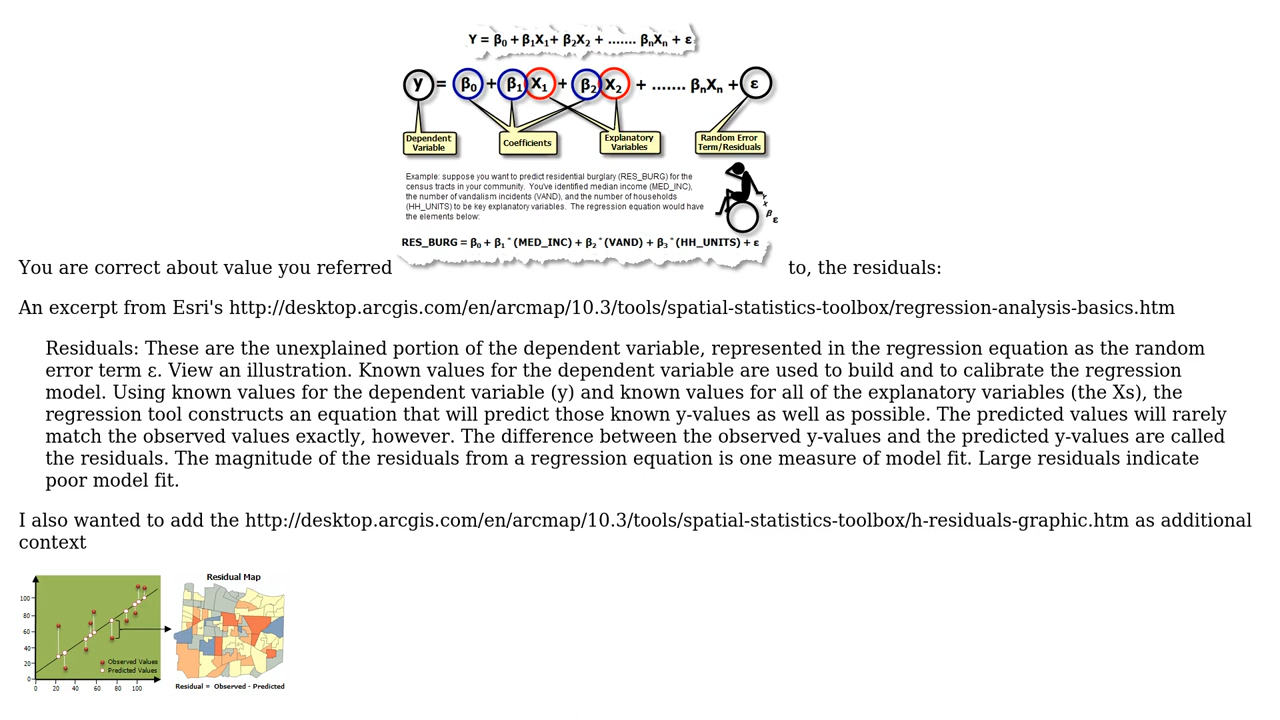 Y = β0 + β1X1+ β2X2 + ....... βnXn + ε
y = β0 + β1 X1 + β2 X2 + ....... βnXn + ε
Dependent Variable
Coefficients
Explanatory Variables
Random Error Term/Residuals
Example: suppose you want to predict residential burglary (RES_BURG) for the
census tracts in your community. You've identified median income (MED_INC),
the number of vandalism incidents (VAND), and the number of households
(HH_UNITS) to be key explanatory variables. The regression equation would have
the elements below:
RES_BURG = β0 + β1 * (MED_INC) + β2 * (VAND) + β3 * (HH_UNITS) + ε
You are correct about value you referred to, the residuals:
An excerpt from Esri's http://desktop.arcgis.com/en/arcmap/10.3/tools/spatial-statistics-toolbox/regression-analysis-basics.htm
Residuals: These are the unexplained portion of the dependent variable, represented in the regression equation as the random
error term ε. View an illustration. Known values for the dependent variable are used to build and to calibrate the regression
model. Using known values for the dependent variable (y) and known values for all of the explanatory variables (the Xs), the
regression tool constructs an equation that will predict those known y-values as well as possible. The predicted values will rarely
match the observed values exactly, however. The difference between the observed y-values and the predicted y-values are called
the residuals. The magnitude of the residuals from a regression equation is one measure of model fit. Large residuals indicate
poor model fit.
I also wanted to add the http://desktop.arcgis.com/en/arcmap/10.3/tools/spatial-statistics-toolbox/h-residuals-graphic.htm as additional
context
100
80
60
40
20
0
0 20 40 60 80 100
Observed Values
Predicted Values
Residual Map
Residual = Observed - Predicted